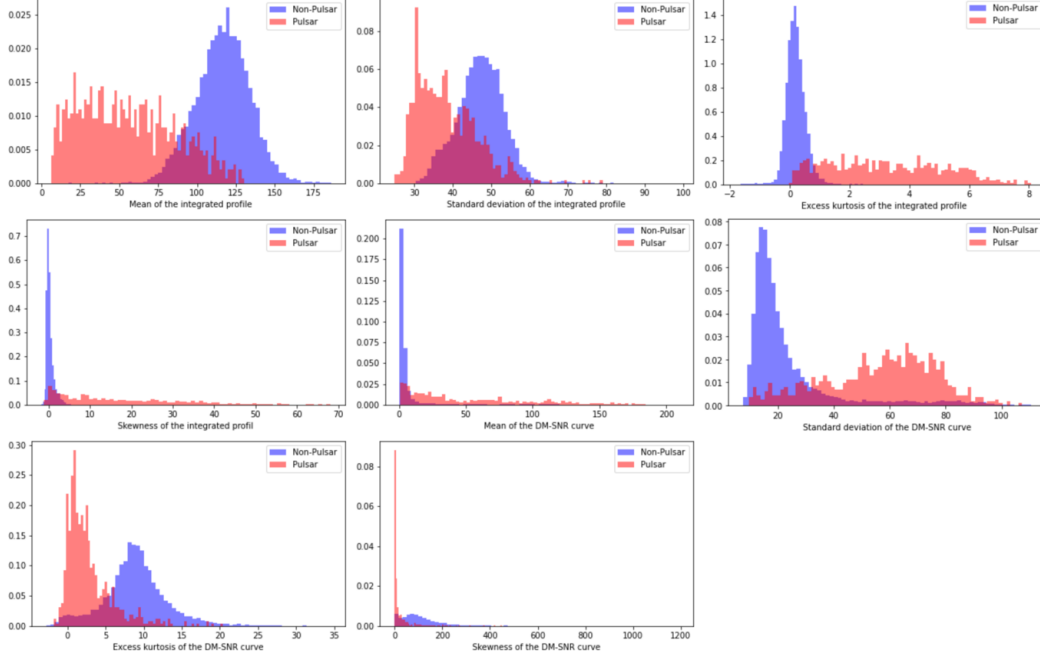 0.025
0.020
0.015
0.010
0.005
0.000
0 25 50 75 100 125 150 175
Mean of the integrated profile
Non-Pulsar
Pulsar
0.08
0.06
0.04
0.02
0.00
30 40 50 60 70 80 90 100
Standard deviation of the integrated profile
Non-Pulsar
Pulsar
1.4
1.2
1.0
0.8
0.6
0.4
0.2
0.0
−2 0 2 4 6 8
Excess kurtosis of the integrated profile
Non-Pulsar
Pulsar
0.7
0.6
0.5
0.4
0.3
0.2
0.1
0.0
0 10 20 30 40 50 60 70
Skewness of the integrated profil
Non-Pulsar
Pulsar
0.200
0.175
0.150
0.125
0.100
0.075
0.050
0.025
0.000
0 50 100 150 200
Mean of the DM-SNR curve
Non-Pulsar
Pulsar
0.08
0.07
0.06
0.05
0.04
0.03
0.02
0.01
0.00
20 40 60 80 100
Standard deviation of the DM-SNR curve
Non-Pulsar
Pulsar
0.30
0.25
0.20
0.15
0.10
0.05
0.00
0 5 10 15 20 25 30 35
Excess kurtosis of the DM-SNR curve
Non-Pulsar
Pulsar
0.08
0.06
0.04
0.02
0.00
0 200 400 600 800 1000 1200
Skewness of the DM-SNR curve
Non-Pulsar
Pulsar